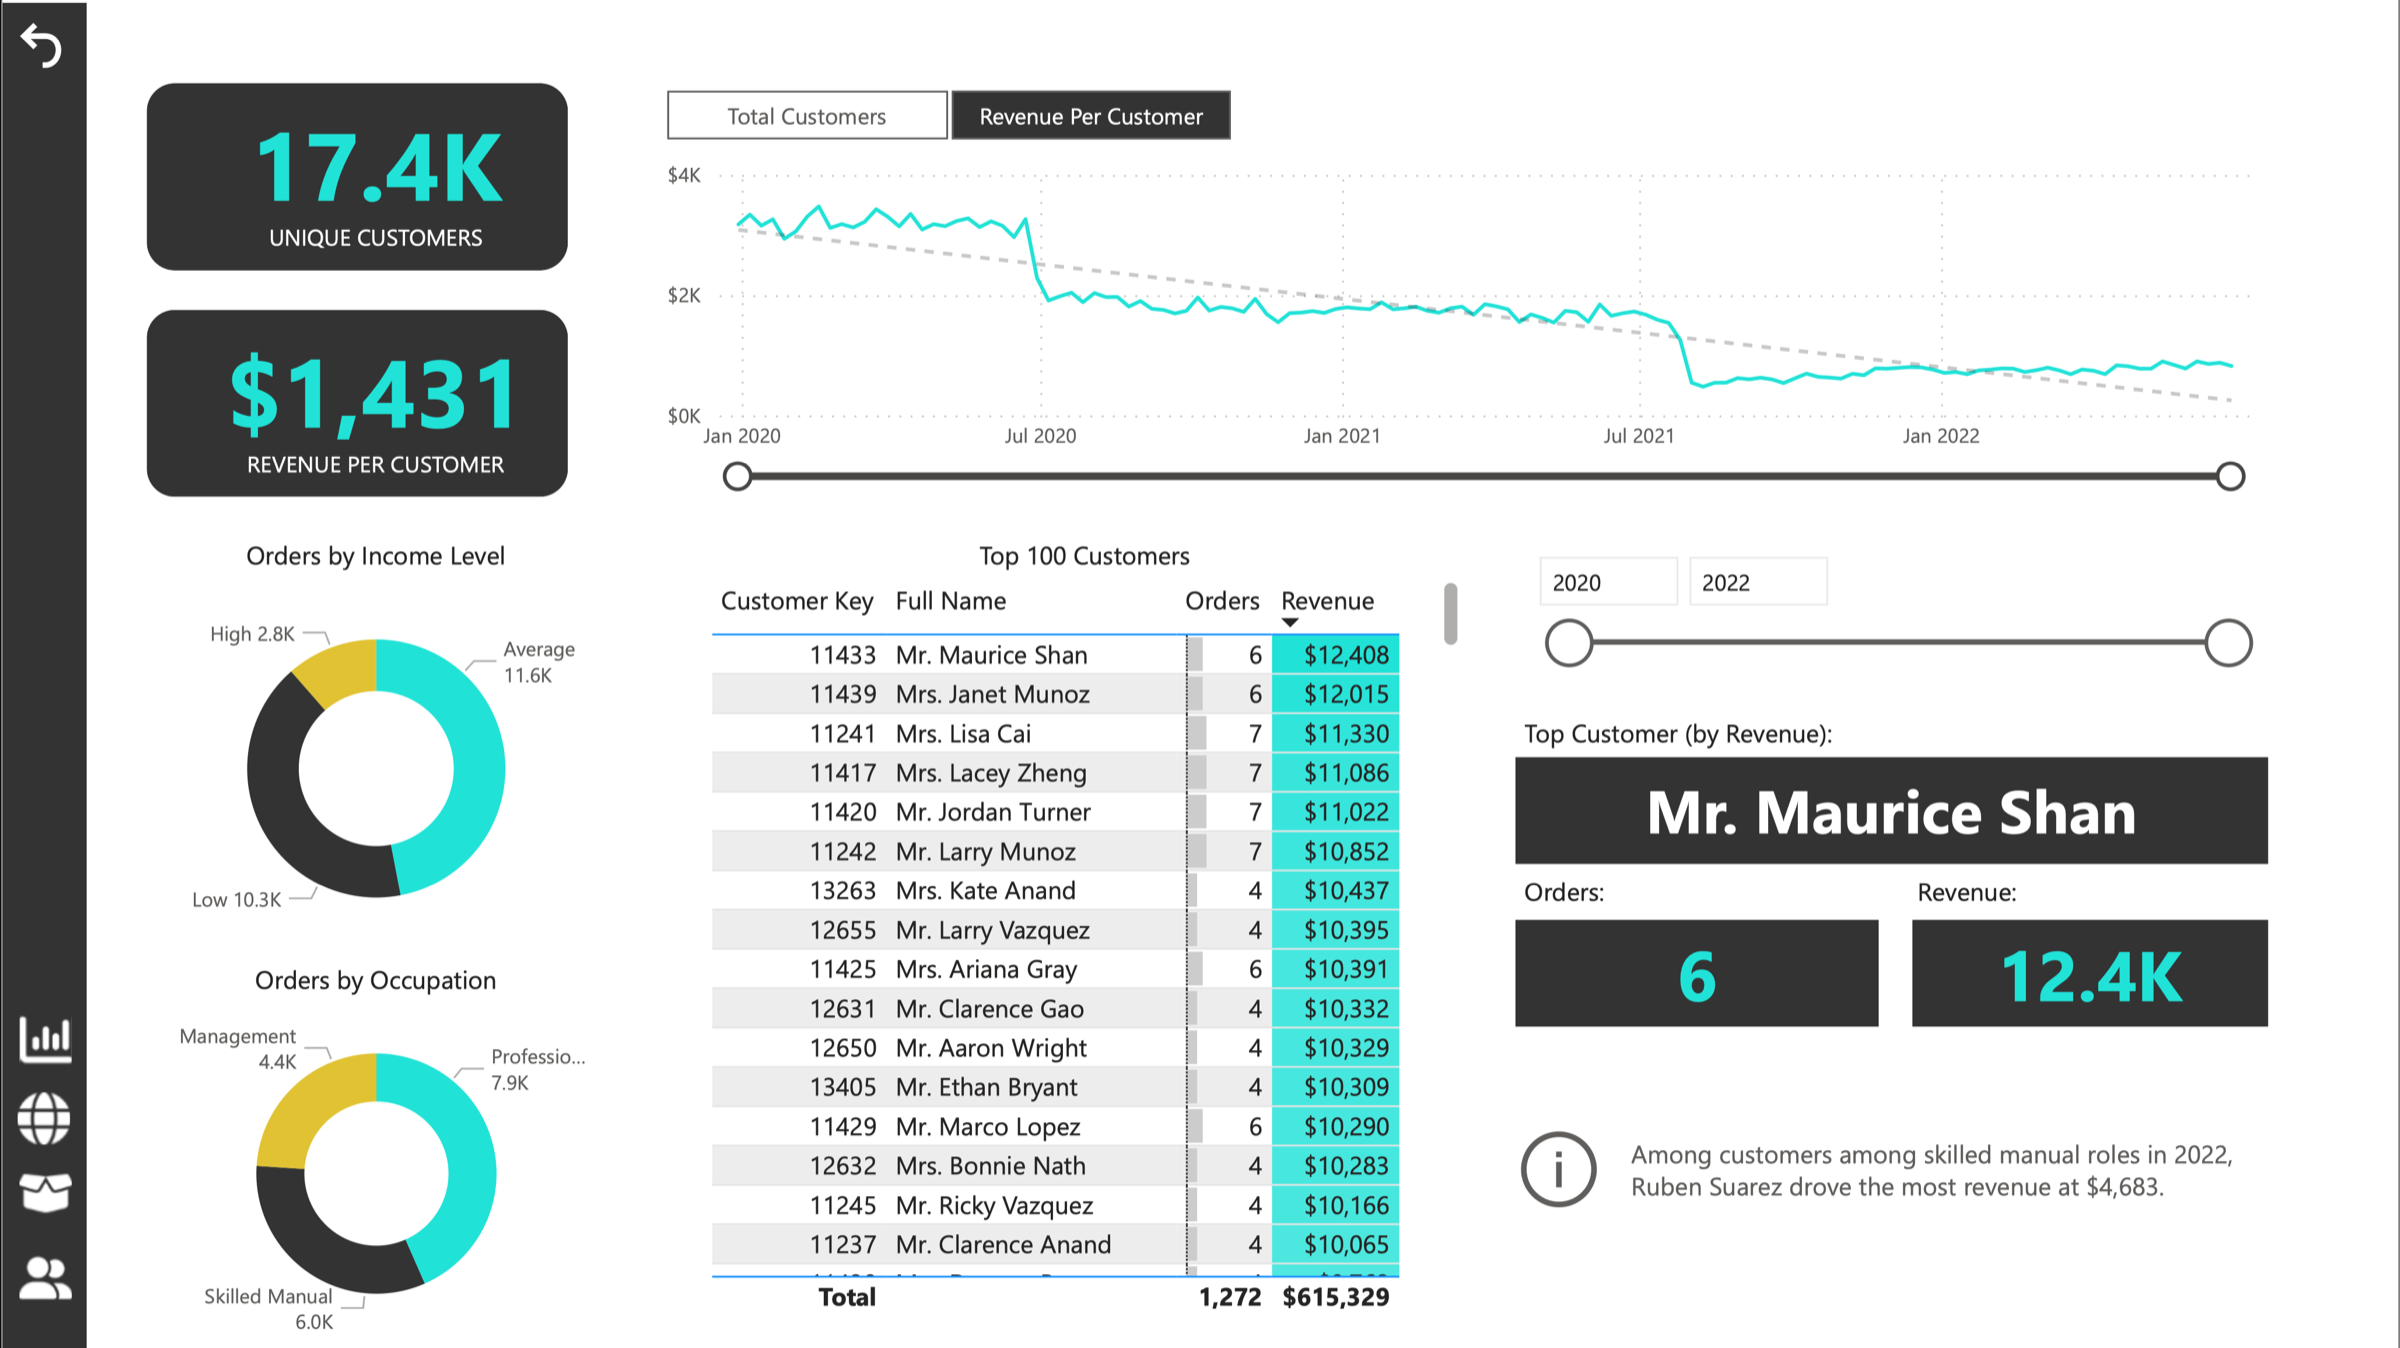 17.4K
UNIQUE CUSTOMERS
$1,431
REVENUE PER CUSTOMER
Total Customers
Revenue Per Customer
$4K
$2K
$0K
Jan 2020
Jul 2020
Jan 2021
Jul 2021
Jan 2022
Orders by Income Level
High 2.8K
Average
11.6K
Low 10.3K
Orders by Occupation
Management
4.4K
Professio...
7.9K
Skilled Manual
6.0K
Top 100 Customers
Customer Key Full Name Orders Revenue
11433 Mr. Maurice Shan 6 $12,408
11439 Mrs. Janet Munoz 6 $12,015
11241 Mrs. Lisa Cai 7 $11,330
11417 Mrs. Lacey Zheng 7 $11,086
11420 Mr. Jordan Turner 7 $11,022
11242 Mr. Larry Munoz 7 $10,852
13263 Mrs. Kate Anand 4 $10,437
12655 Mr. Larry Vazquez 4 $10,395
11425 Mrs. Ariana Gray 6 $10,391
12631 Mr. Clarence Gao 4 $10,332
12650 Mr. Aaron Wright 4 $10,329
13405 Mr. Ethan Bryant 4 $10,309
11429 Mr. Marco Lopez 6 $10,290
12632 Mrs. Bonnie Nath 4 $10,283
11245 Mr. Ricky Vazquez 4 $10,166
11237 Mr. Clarence Anand 4 $10,065
Total 1,272 $615,329
2020
2022
Top Customer (by Revenue):
Mr. Maurice Shan
Orders:
Revenue:
6
12.4K
Among customers among skilled manual roles in 2022,
Ruben Suarez drove the most revenue at $4,683.